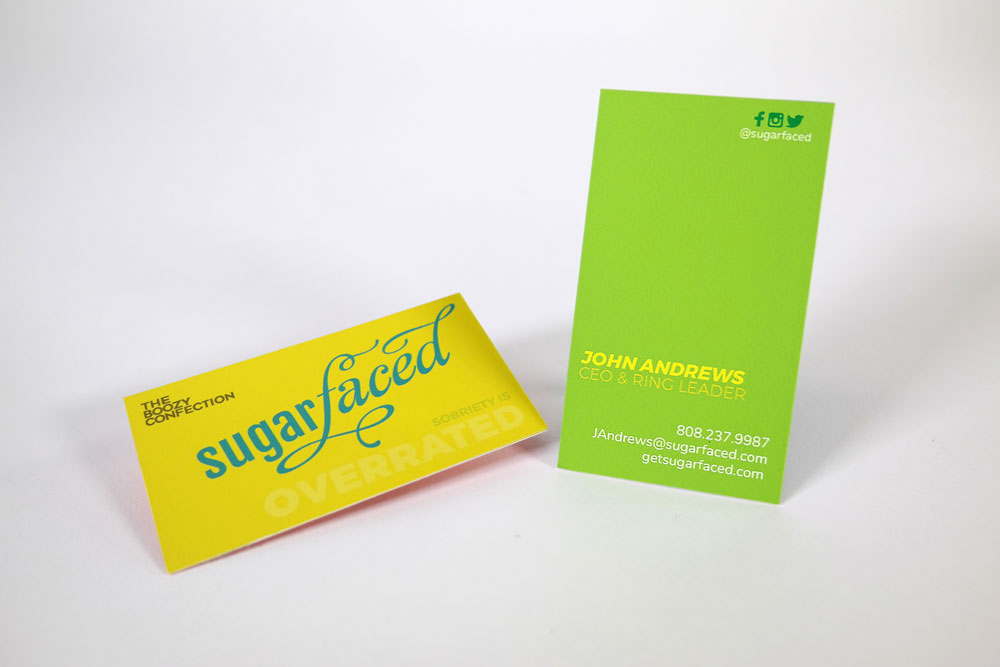 THE
BOOZY
CONFECTION
sugarfaced
SOBRIETY IS
OVERRATED
@sugarfaced
JOHN ANDREWS
CEO & RING LEADER
808.237.9987
JAndrews@sugarfaced.com
getsugarfaced.com